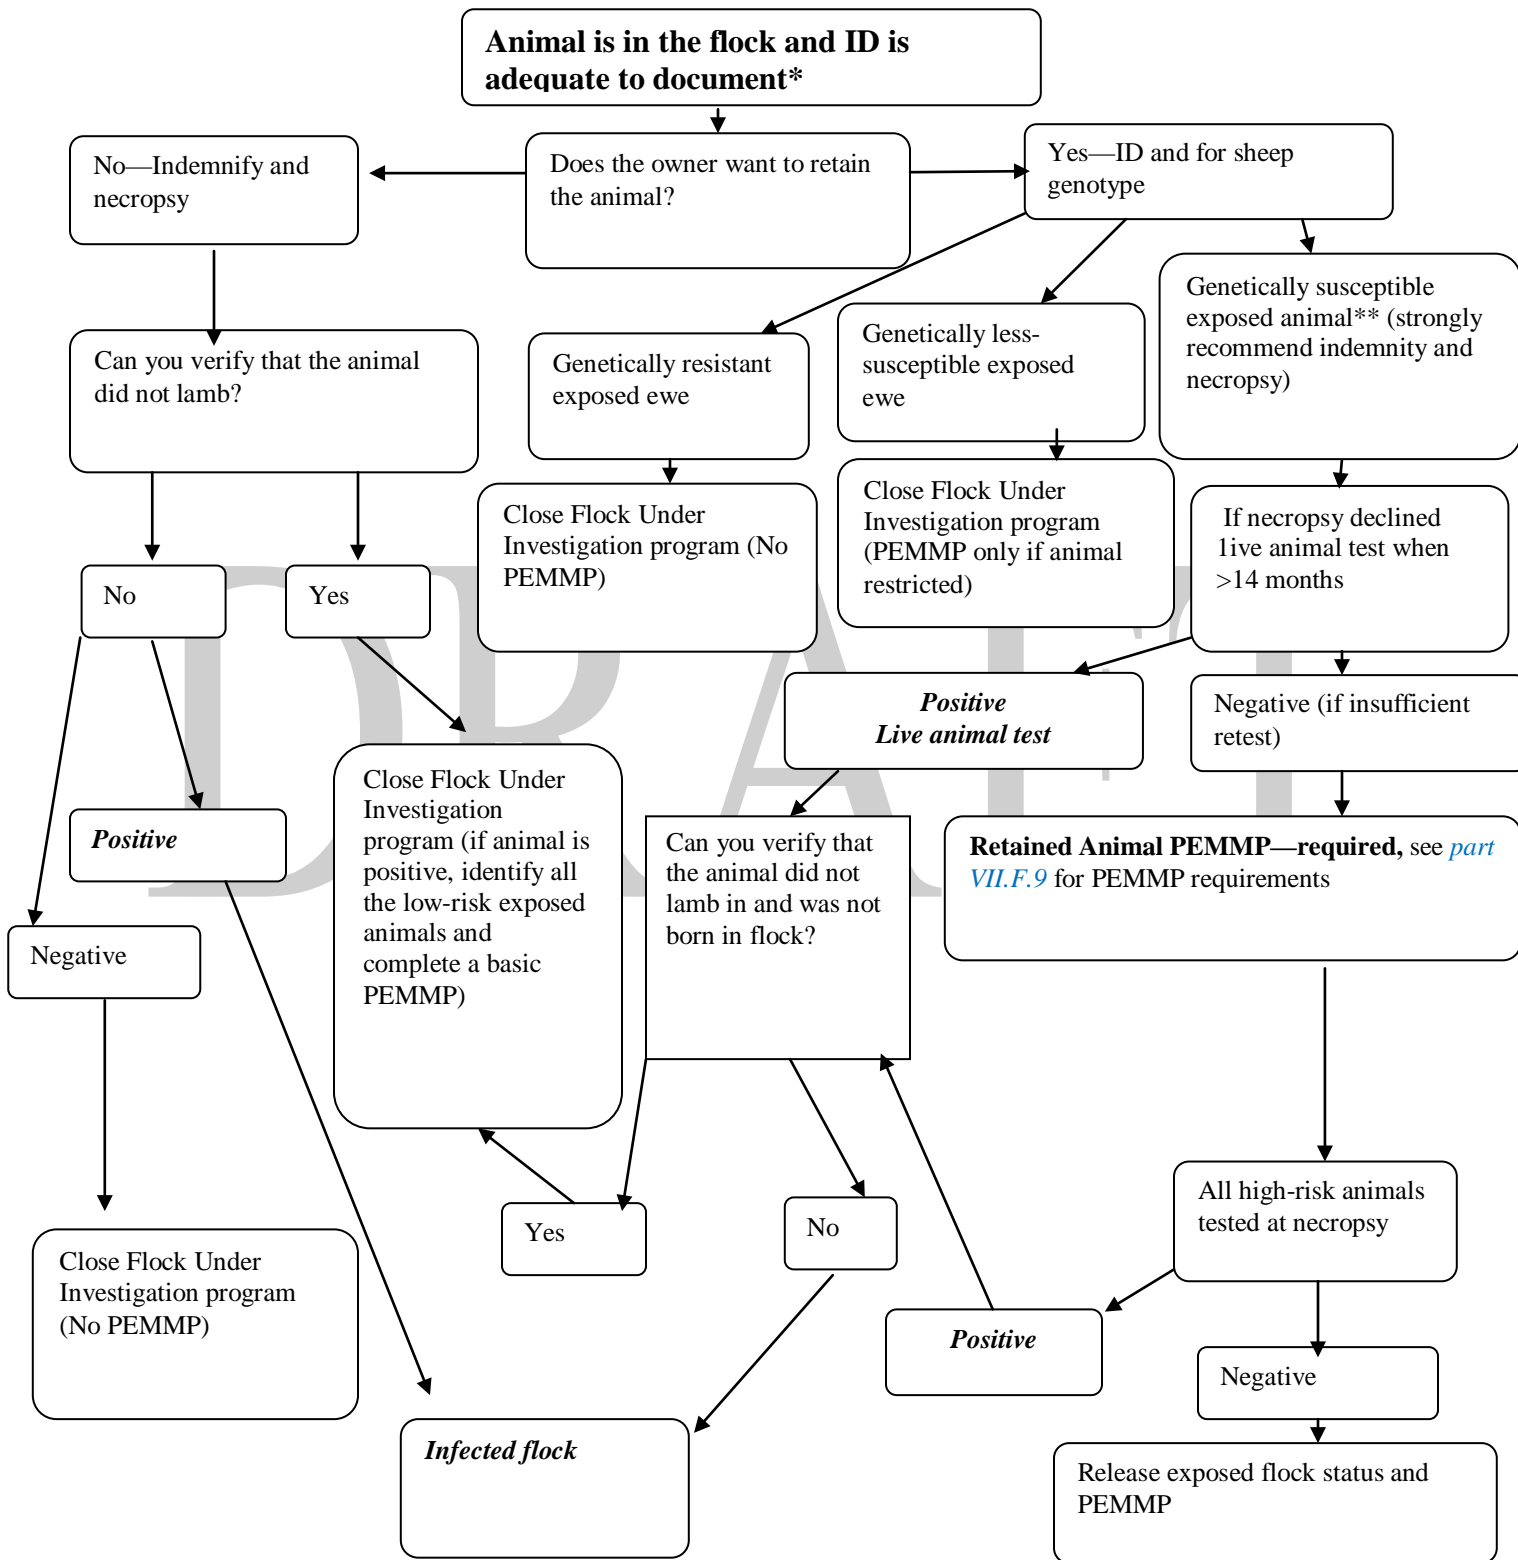 Animal is in the flock and ID is
adequate to document*
No—Indemnify and
necropsy
Does the owner want to retain
the animal?
Yes—ID and for sheep
genotype
Can you verify that the animal
did not lamb?
Genetically resistant
exposed ewe
Genetically less-
susceptible exposed
ewe
Genetically susceptible
exposed animal** (strongly
recommend indemnity and
necropsy)
Close Flock Under
Investigation program (No
PEMMP)
Close Flock Under
Investigation program
(PEMMP only if animal
restricted)
If necropsy declined
live animal test when
>14 months
No
Yes
DRAFT
Positive
Live animal test
Negative (if insufficient
retest)
Positive
Close Flock Under
Investigation
program (if animal is
positive, identify all
the low-risk exposed
animals and
complete a basic
PEMMP)
Can you verify that
the animal did not
lamb in and was not
born in flock?
Retained Animal PEMMP—required, see part
VII.F.9 for PEMMP requirements
Negative
Yes
No
All high-risk animals
tested at necropsy
Close Flock Under
Investigation program
(No PEMMP)
Positive
Negative
Infected flock
Release exposed flock status and
PEMMP